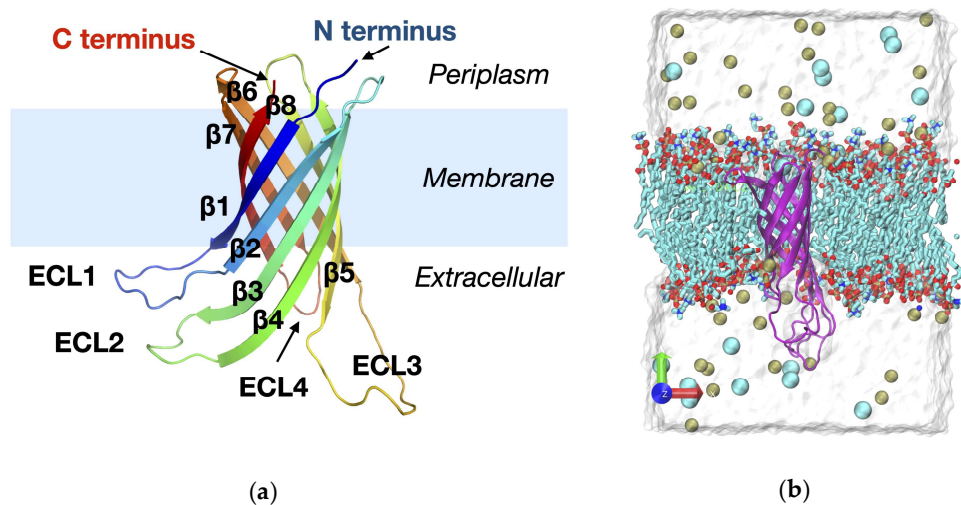 C terminus
N terminus
Periplasm
β6
β8
β7
Membrane
β1
β2
ECL1
β5
Extracellular
β3
β4
ECL2
ECL4
ECL3
Z
(a)
(b)